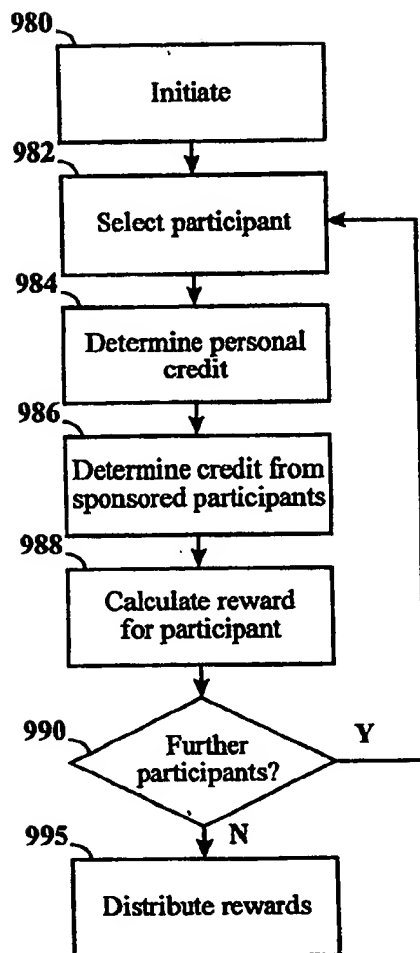 980
Initiate
982
Select participant
984
Determine personal
credit
986
Determine credit from
sponsored participants
988
Calculate reward
for participant
990
Further
participants?
Y
N
995
Distribute rewards